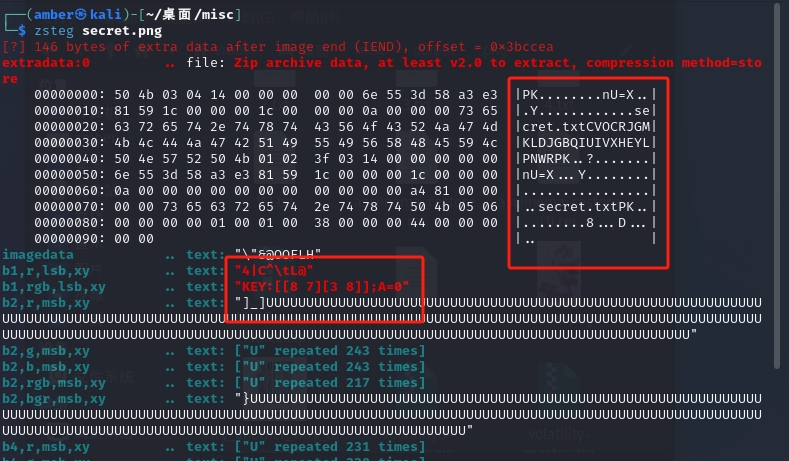 ┌──(amber㉿kali)-[~/桌面/misc]
└─$ zsteg secret.png
[?] 146 bytes of extra data after image end (IEND), offset = 0×3bccea
extradata:0 .. file: Zip archive data, at least v2.0 to extract, compression method=sto
re
00000000: 50 4b 03 04 14 00 00 00 00 00 6e 55 3d 58 a3 e3 |PK........nU=X..|
00000010: 81 59 1c 00 00 00 1c 00 00 00 0a 00 00 00 73 65 |.Y............se|
00000020: 63 72 65 74 2e 74 78 74 43 56 4f 43 52 4a 47 4d |cret.txtCVOCRJGM|
00000030: 4b 4c 44 4a 47 42 51 49 55 49 56 58 48 45 59 4c |KLDJGBQIUIVXHEYL|
00000040: 50 4e 57 52 50 4b 01 02 3f 03 14 00 00 00 00 00 |PNWRPK..?.......|
00000050: 6e 55 3d 58 a3 e3 81 59 1c 00 00 00 1c 00 00 00 |nU=X...Y........|
00000060: 0a 00 00 00 00 00 00 00 00 00 00 00 a4 81 00 00 |................|
00000070: 00 00 73 65 63 72 65 74 2e 74 78 74 50 4b 05 06 |..secret.txtPK..|
00000080: 00 00 00 00 01 00 01 00 38 00 00 00 44 00 00 00 |........8...D...|
00000090: 00 00 |.. |
imagedata .. text: "\"&@OOFLH"
b1,r,lsb,xy .. text: "4|C^\tL@"
b1,rgb,lsb,xy .. text: "KEY:[[8 7][3 8]];A=0"
b2,g,msb,xy .. text: ["U" repeated 243 times]
b2,b,msb,xy .. text: ["U" repeated 243 times]
b2,rgb,msb,xy .. text: ["U" repeated 217 times]
b4,r,msb,xy .. text: ["U" repeated 231 times]